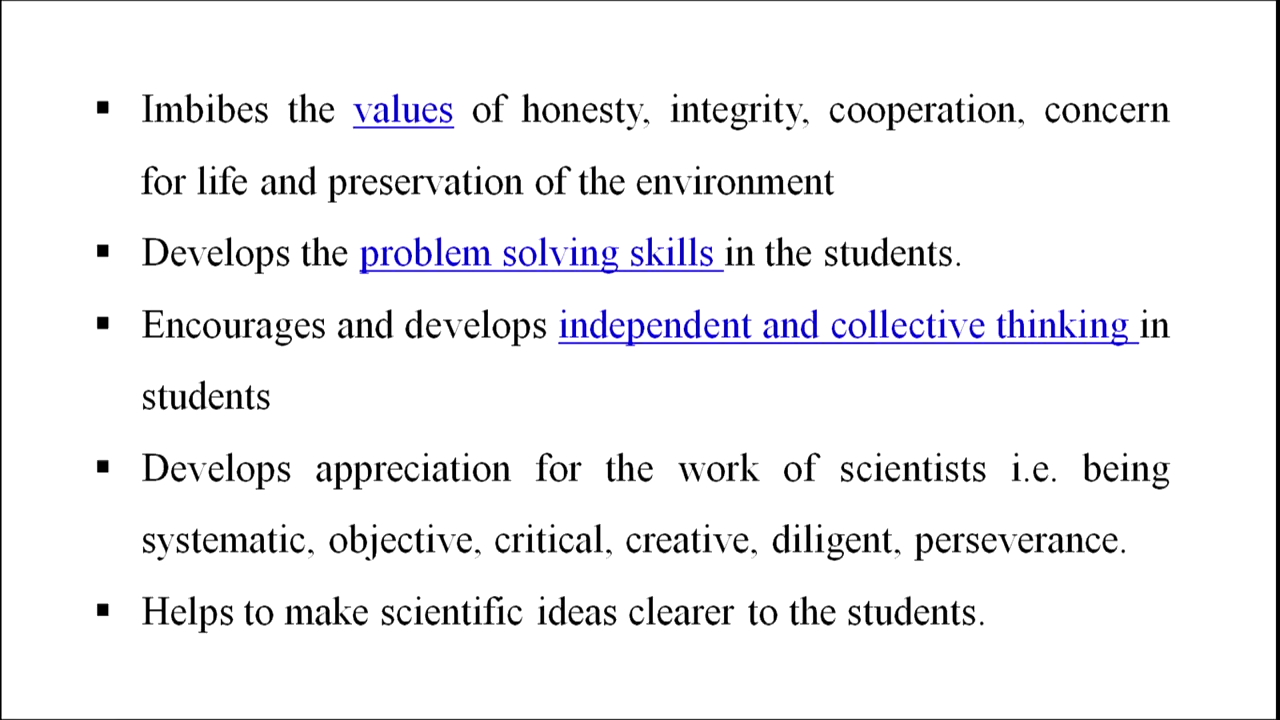 ▪ Imbibes the values of honesty, integrity, cooperation, concern
for life and preservation of the environment
▪ Develops the problem solving skills in the students.
▪ Encourages and develops independent and collective thinking in
students
▪ Develops appreciation for the work of scientists i.e. being
systematic, objective, critical, creative, diligent, perseverance.
▪ Helps to make scientific ideas clearer to the students.